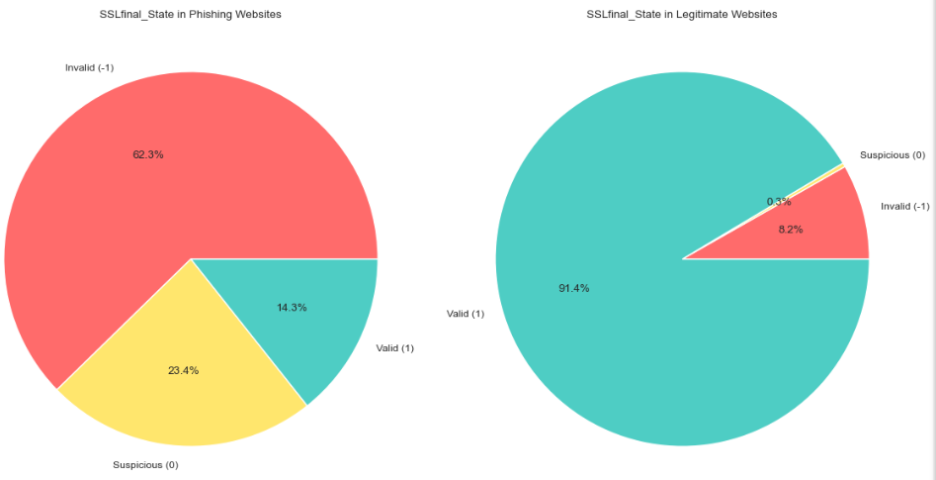 SSLfinal_State in Phishing Websites
Invalid (-1)
62.3%
14.3%
Valid (1)
23.4%
Suspicious (0)
SSLfinal_State in Legitimate Websites
Suspicious (0)
0.3%
Invalid (-1)
8.2%
91.4%
Valid (1)